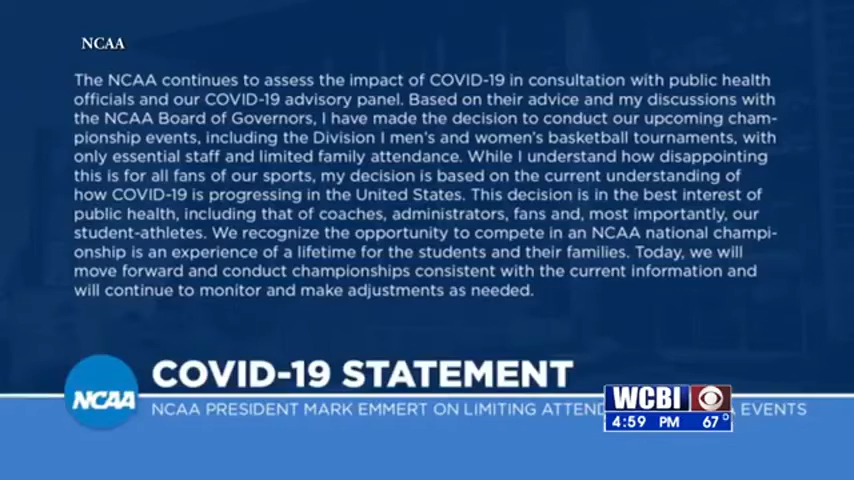 NCAA
The NCAA continues to assess the impact of COVID-19 in consultation with public health
officials and our COVID-19 advisory panel. Based on their advice and my discussions with
the NCAA Board of Governors, I have made the decision to conduct our upcoming cham-
pionship events, including the Division I men's and women's basketball tournaments, with
only essential staff and limited family attendance. While I understand how disappointing
this is for all fans of our sports, my decision is based on the current understanding of
how COVID-19 is progressing in the United States. This decision is in the best interest of
public health, including that of coaches, administrators, fans and, most importantly, our
student-athletes. We recognize the opportunity to compete in an NCAA national champi-
onship is an experience of a lifetime for the students and their families. Today, we will
move forward and conduct championships consistent with the current information and
will continue to monitor and make adjustments as needed.
NCAA
COVID-19 STATEMENT
NCAA PRESIDENT MARK EMMERT ON LIMITING EVENTS
WCBI
4:59 PM 67°